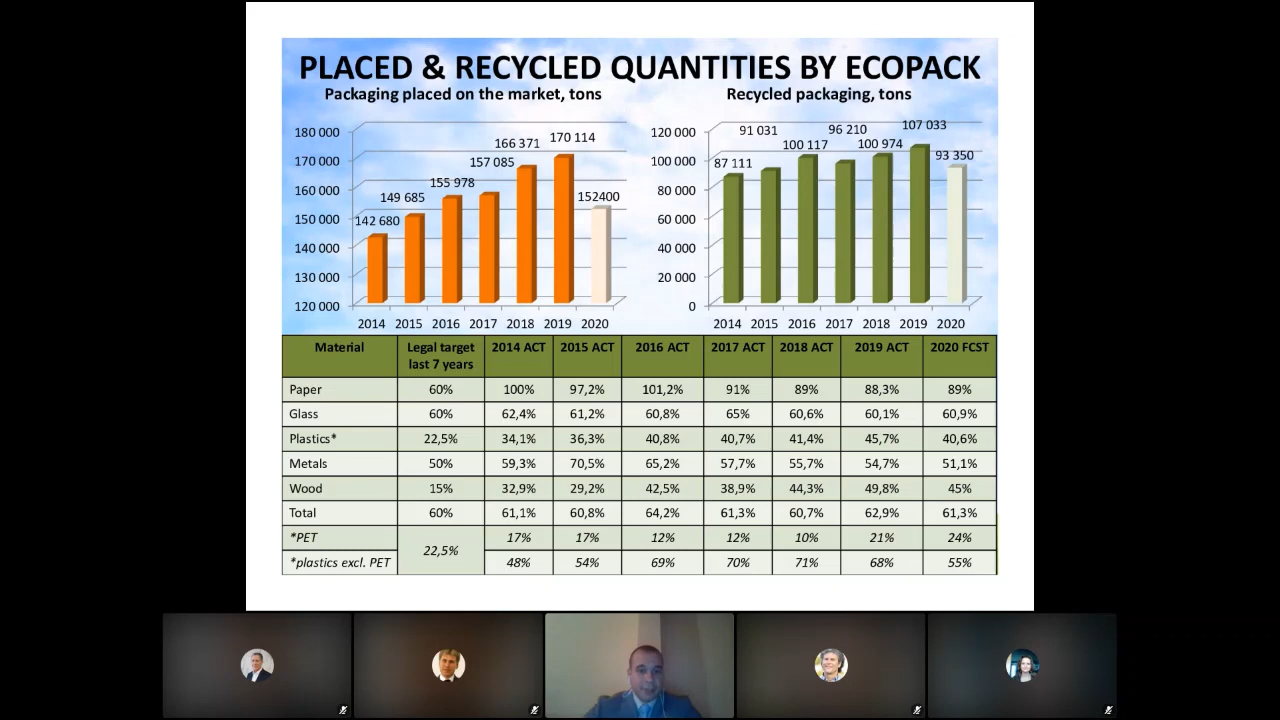 PLACED & RECYCLED QUANTITIES BY ECOPACK
Packaging placed on the market, tons
180 000
170 000
160 000
150 000
140 000
130 000
120 000
142 680
149 685
155 978
157 085
166 371
170 114
152400
2014 2015 2016 2017 2018 2019 2020
Recycled packaging, tons
120 000
100 000
80 000
60 000
40 000
20 000
0
87 111
91 031
100 117
96 210
100 974
107 033
93 350
2014 2015 2016 2017 2018 2019 2020
Material Legal target last 7 years 2014 ACT 2015 ACT 2016 ACT 2017 ACT 2018 ACT 2019 ACT 2020 FCST
Paper 60% 100% 97,2% 101,2% 91% 89% 88,3% 89%
Glass 60% 62,4% 61,2% 60,8% 65% 60,6% 60,1% 60,9%
Plastics* 22,5% 34,1% 36,3% 40,8% 40,7% 41,4% 45,7% 40,6%
Metals 50% 59,3% 70,5% 65,2% 57,7% 55,7% 54,7% 51,1%
Wood 15% 32,9% 29,2% 42,5% 38,9% 44,3% 49,8% 45%
Total 60% 61,1% 60,8% 64,2% 61,3% 60,7% 62,9% 61,3%
*PET 22,5% 17% 17% 12% 12% 10% 21% 24%
*plastics excl. PET 48% 54% 69% 70% 71% 68% 55%